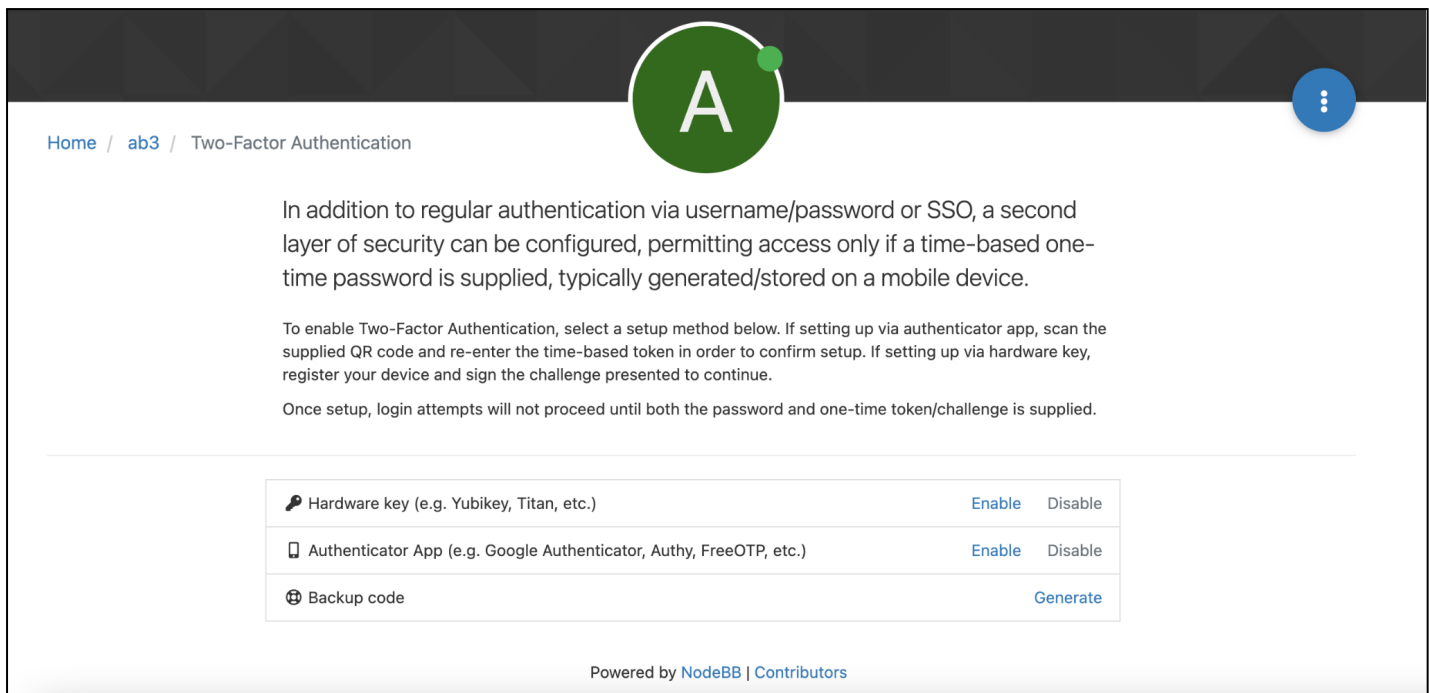 A
Home / ab3 / Two-Factor Authentication
In addition to regular authentication via username/password or SSO, a second
layer of security can be configured, permitting access only if a time-based one-
time password is supplied, typically generated/stored on a mobile device.
To enable Two-Factor Authentication, select a setup method below. If setting up via authenticator app, scan the
supplied QR code and re-enter the time-based token in order to confirm setup. If setting up via hardware key,
register your device and sign the challenge presented to continue.
Once setup, login attempts will not proceed until both the password and one-time token/challenge is supplied.
Hardware key (e.g. Yubikey, Titan, etc.) Enable Disable
Authenticator App (e.g. Google Authenticator, Authy, FreeOTP, etc.) Enable Disable
Backup code Generate
Powered by NodeBB | Contributors